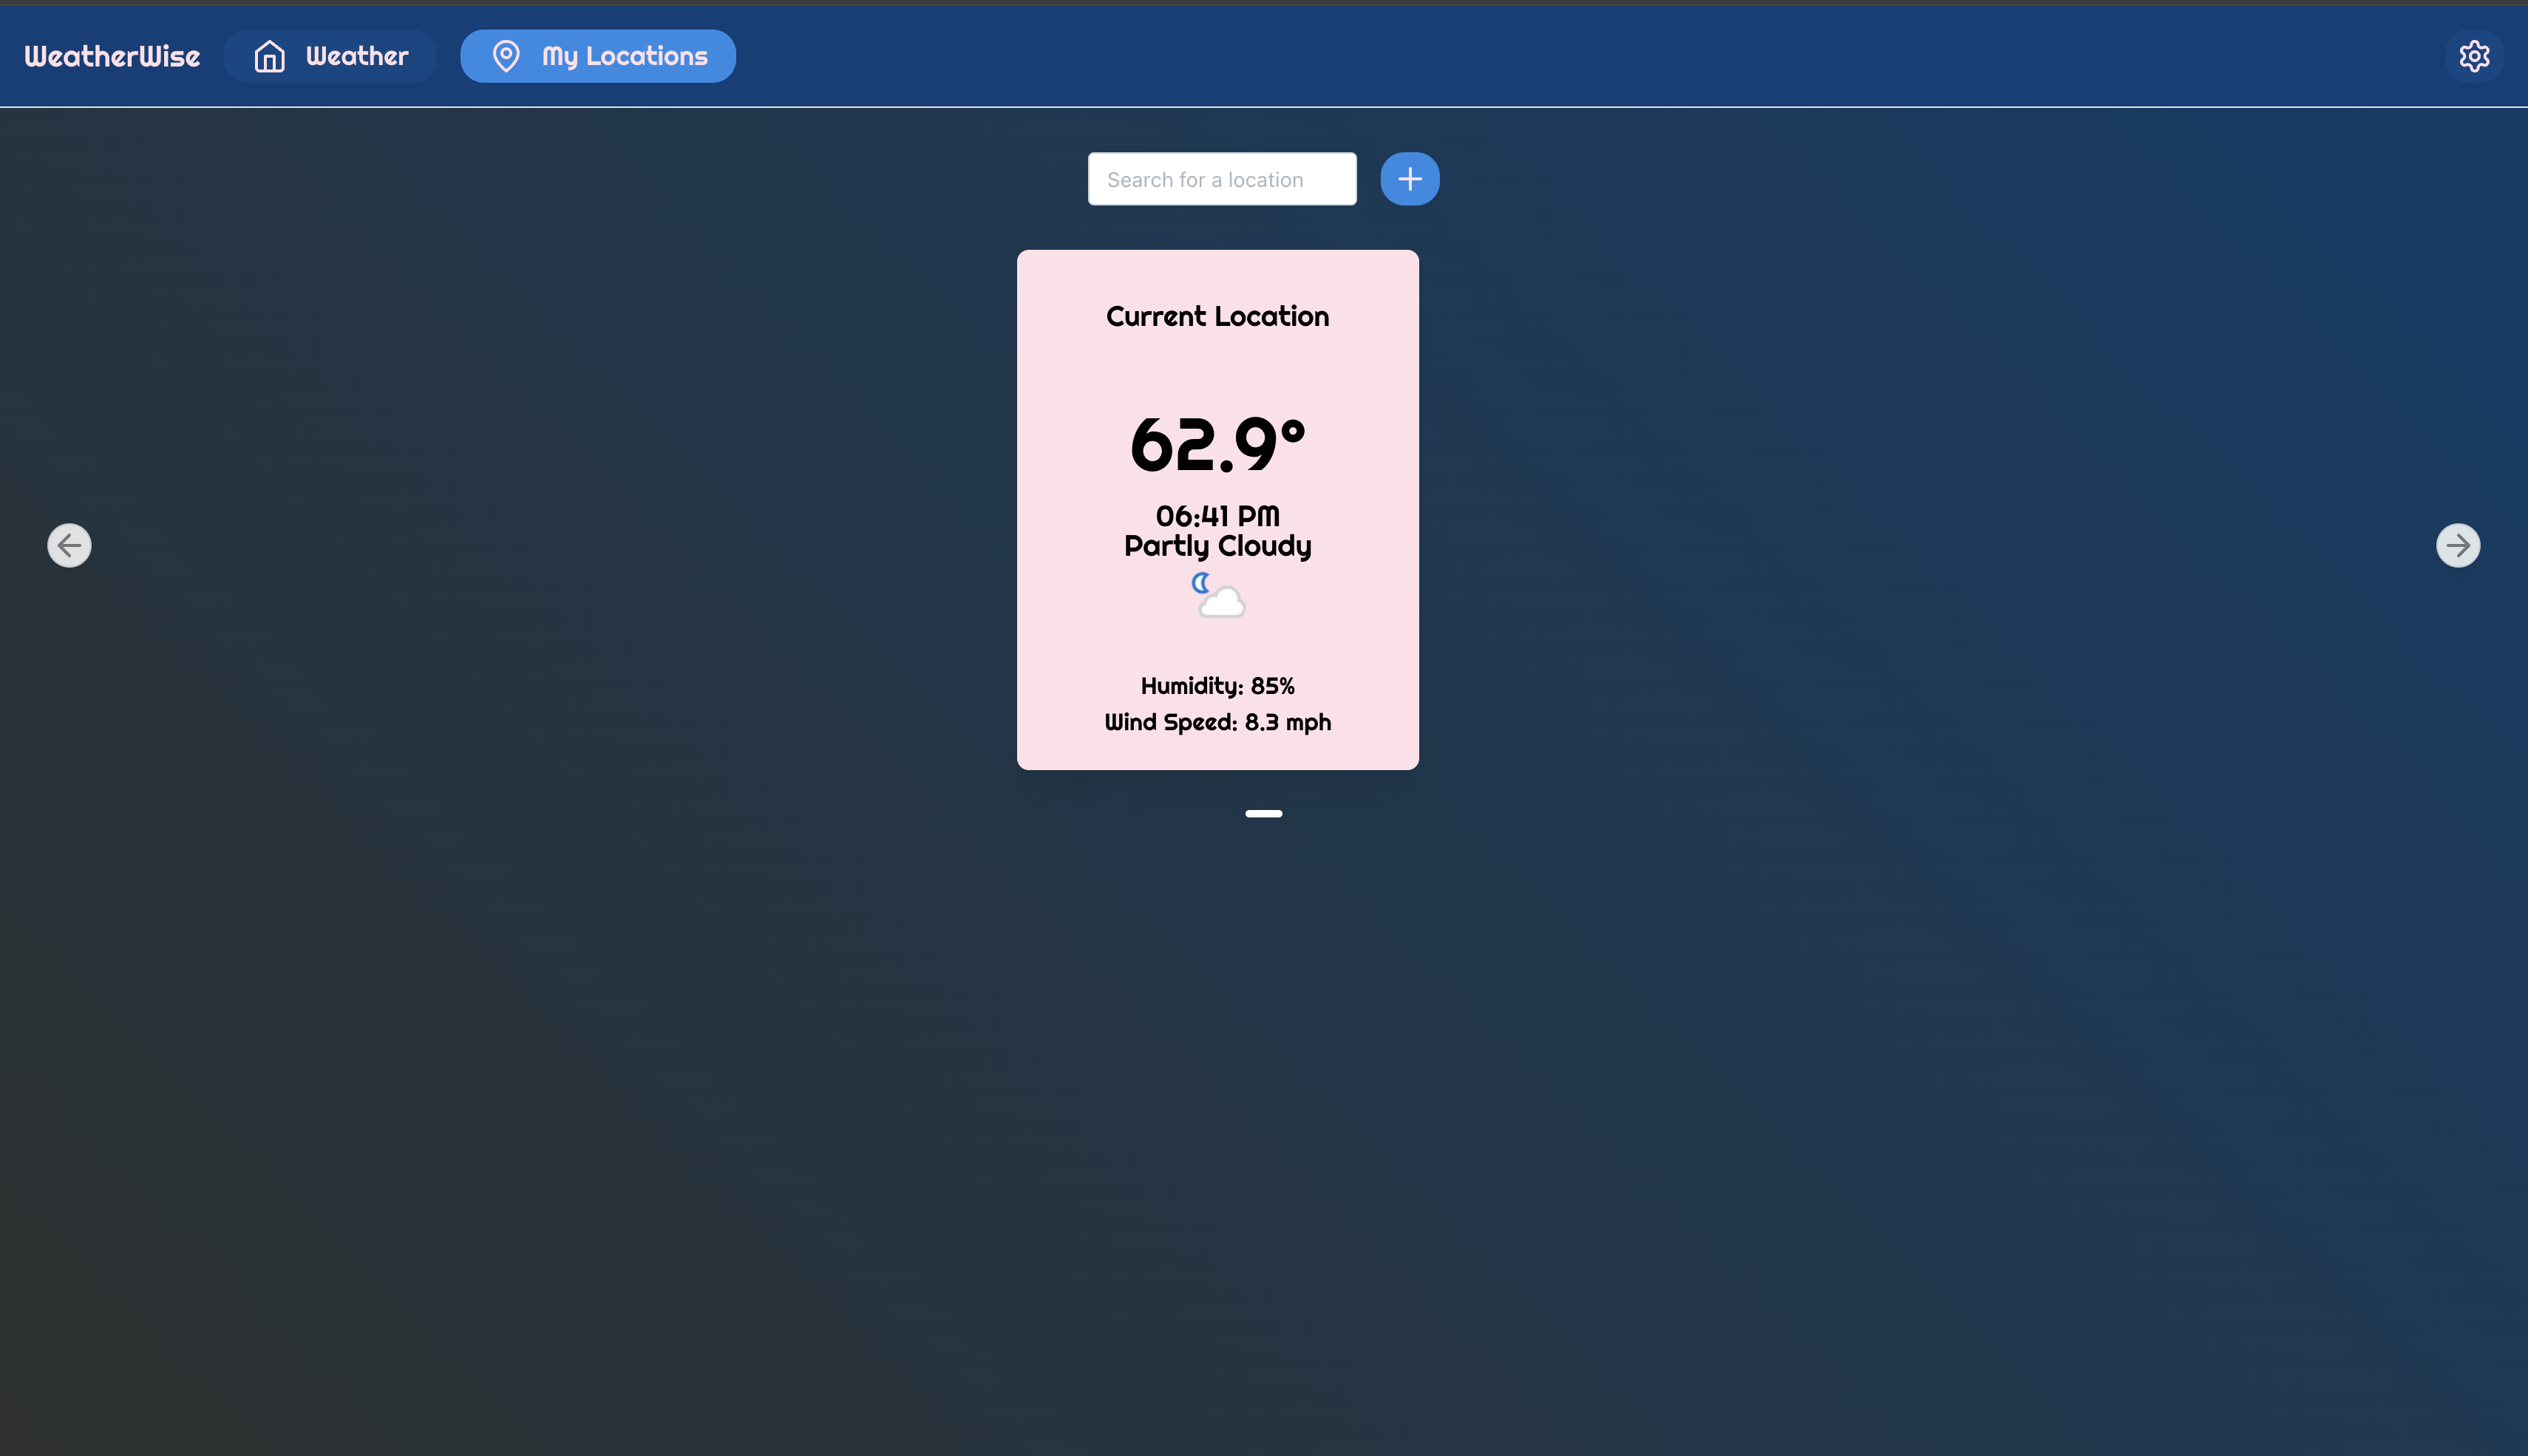 WeatherWise
Weather
My Locations
Search for a location
Current Location
62.9°
06:41 PM
Partly Cloudy
Humidity: 85%
Wind Speed: 8.3 mph